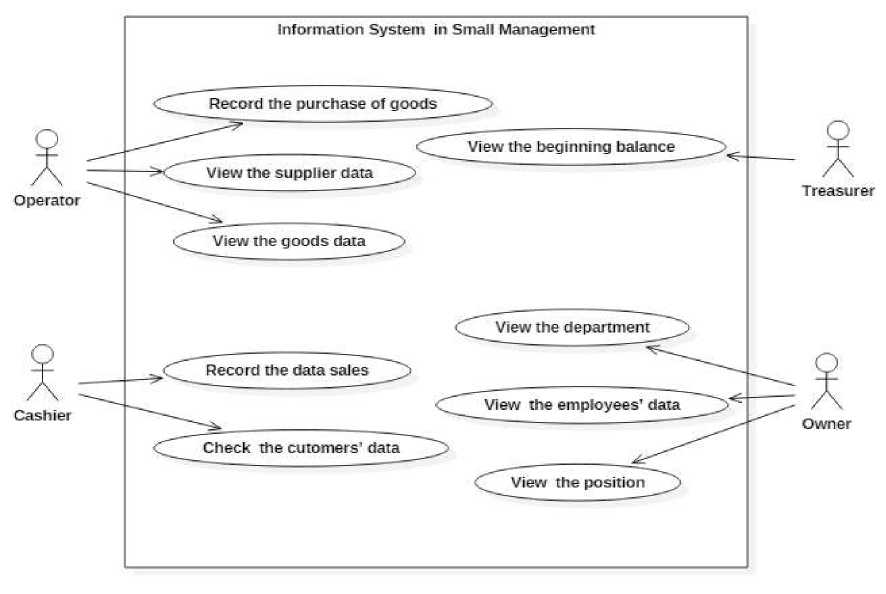 Information System in Small Management
Record the purchase of goods
View the beginning balance
View the supplier data
Operator
Treasurer
View the goods data
View the department
Record the data sales
Cashier
View the employees’ data
Owner
Check the cutomers’ data
View the position